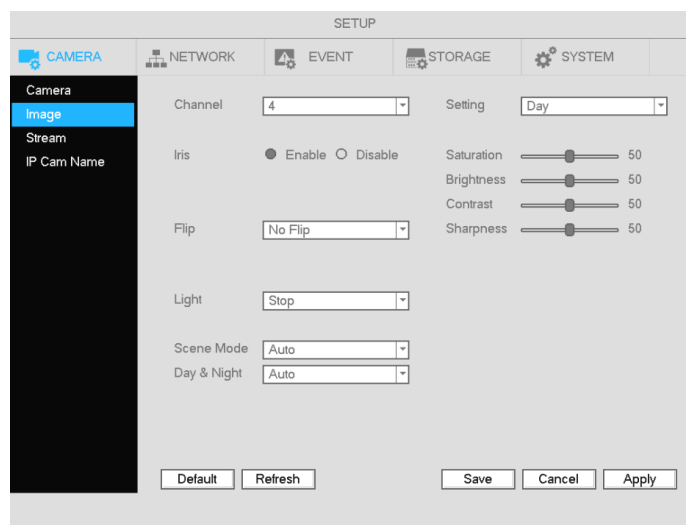 SETUP
CAMERA NETWORK EVENT STORAGE SYSTEM
Camera
Image
Stream
IP Cam Name
Channel 4 Setting Day
Iris Enable Disable Saturation 50
Brightness 50
Contrast 50
Flip No Flip Sharpness 50
Light Stop
Scene Mode Auto
Day & Night Auto
Default Refresh Save Cancel Apply